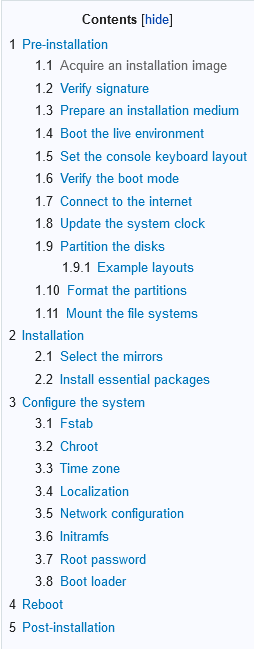 Contents [hide]
1 Pre-installation
1.1 Acquire an installation image
1.2 Verify signature
1.3 Prepare an installation medium
1.4 Boot the live environment
1.5 Set the console keyboard layout
1.6 Verify the boot mode
1.7 Connect to the internet
1.8 Update the system clock
1.9 Partition the disks
1.9.1 Example layouts
1.10 Format the partitions
1.11 Mount the file systems
2 Installation
2.1 Select the mirrors
2.2 Install essential packages
3 Configure the system
3.1 Fstab
3.2 Chroot
3.3 Time zone
3.4 Localization
3.5 Network configuration
3.6 Initramfs
3.7 Root password
3.8 Boot loader
4 Reboot
5 Post-installation